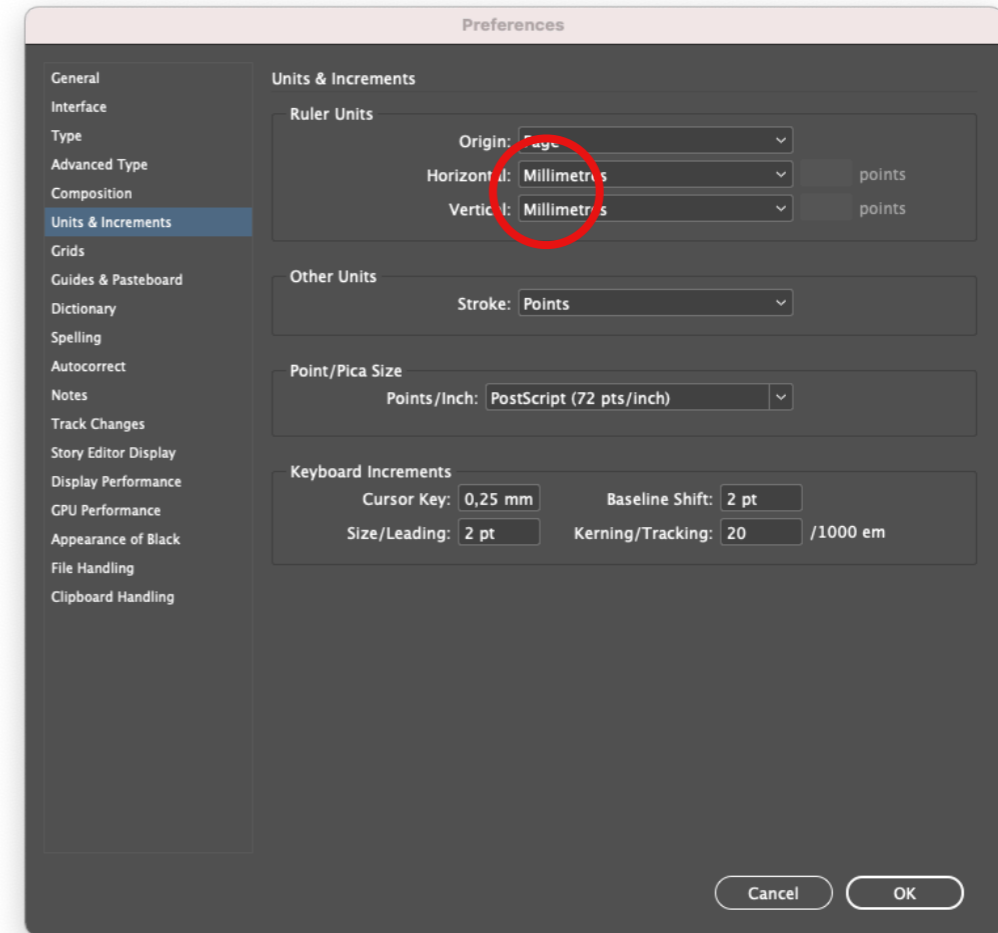 Preferences
General
Interface
Type
Advanced Type
Composition
Units & Increments
Grids
Guides & Pasteboard
Dictionary
Spelling
Autocorrect
Notes
Track Changes
Story Editor Display
Display Performance
GPU Performance
Appearance of Black
File Handling
Clipboard Handling
Units & Increments
Ruler Units
Origin: Page
Horizontal: Millimetres points
Vertical: Millimetres points
Other Units
Stroke: Points
Point/Pica Size
Points/Inch: PostScript (72 pts/inch)
Keyboard Increments
Cursor Key: 0,25 mm Baseline Shift: 2 pt
Size/Leading: 2 pt Kerning/Tracking: 20 /1000 em
Cancel OK